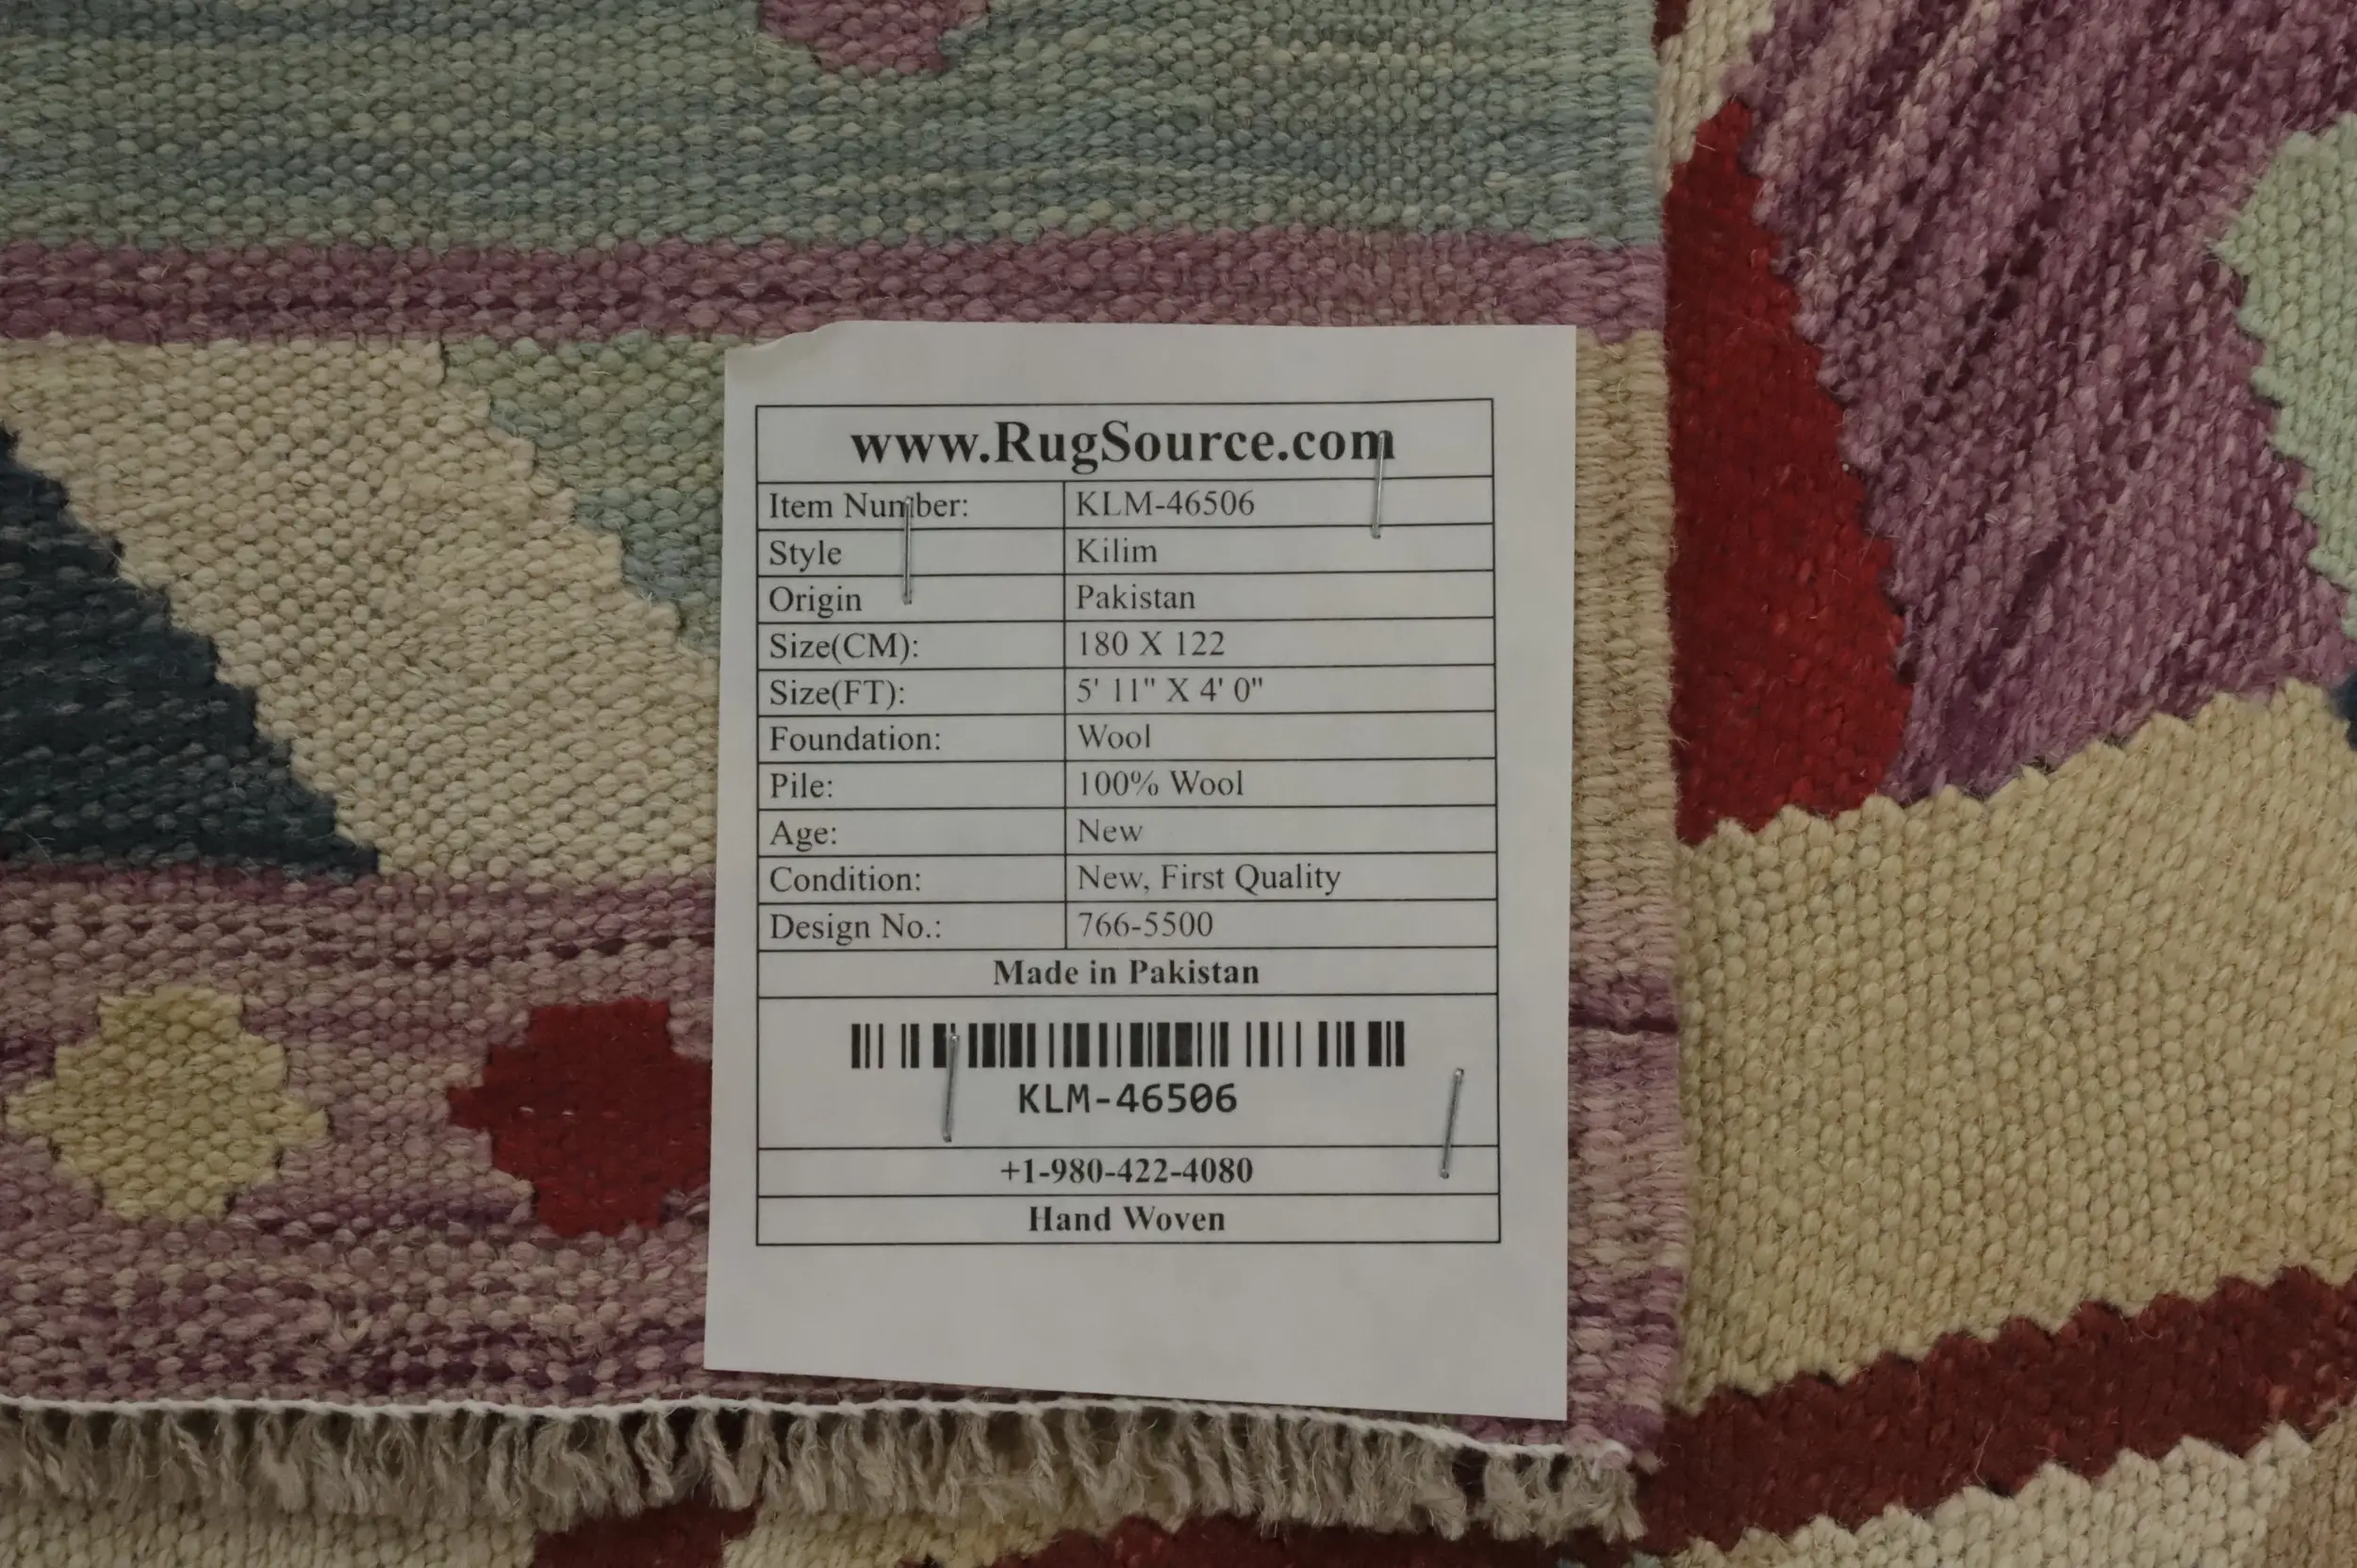 www.RugSource.com
Item Number: KLM-46506
Style Kilim
Origin Pakistan
Size(CM): 180 X 122
Size(FT): 5' 11" X 4' 0"
Foundation: Wool
Pile: 100% Wool
Age: New
Condition: New, First Quality
Design No.: 766-5500
Made in Pakistan
KLM-46506
+1-980-422-4080
Hand Woven